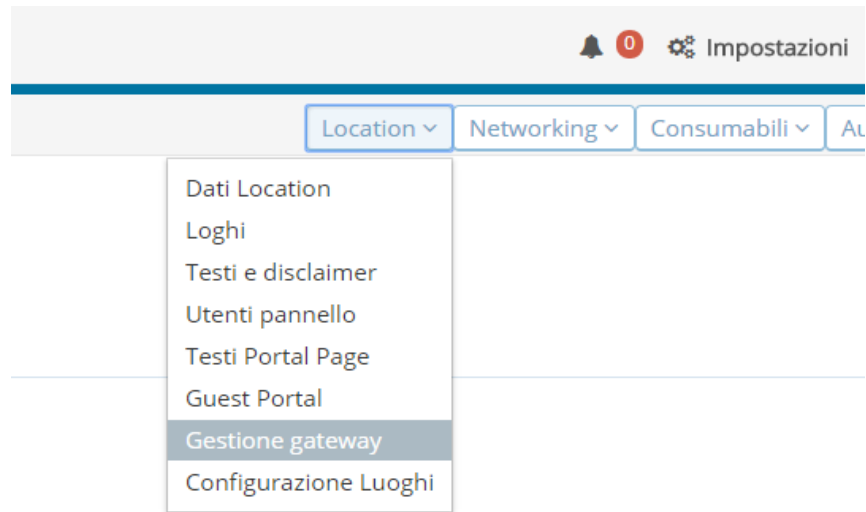 0 Impostazioni
Location Networking Consumabili Au
Dati Location
Loghi
Testi e disclaimer
Utenti pannello
Testi Portal Page
Guest Portal
Gestione gateway
Configurazione Luoghi